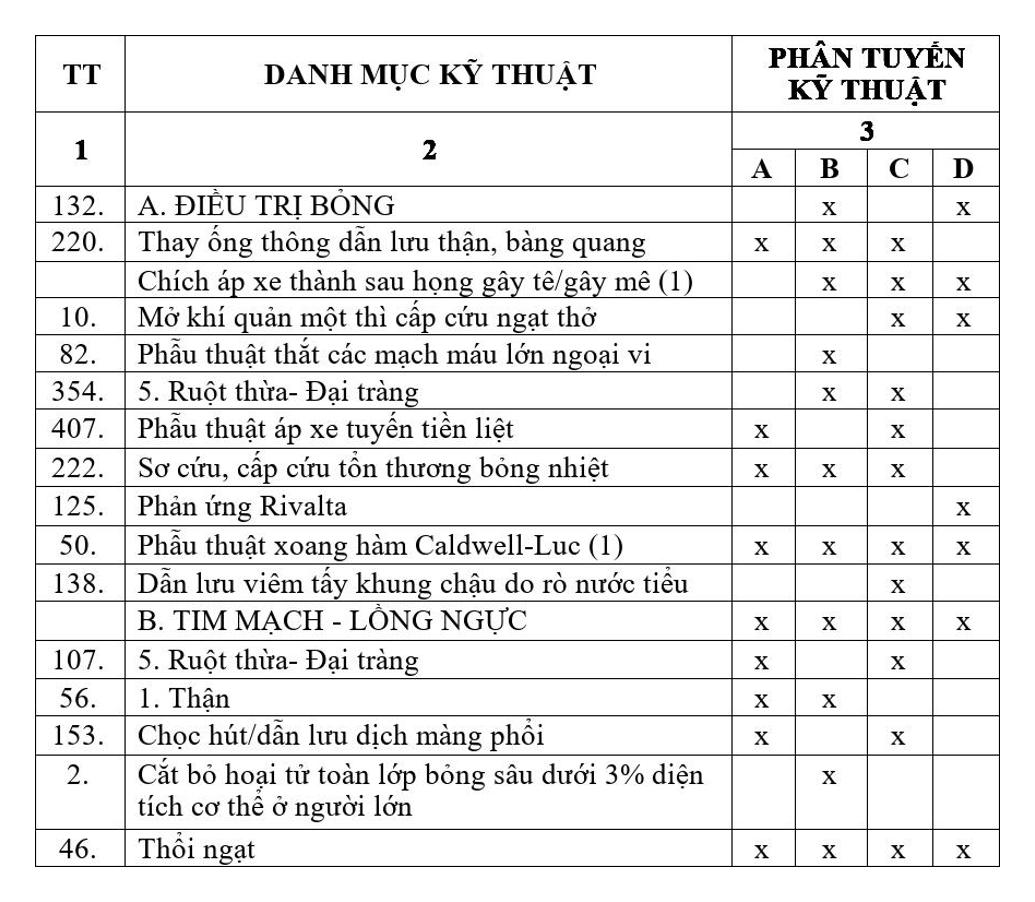 TT DANH MỤC KỸ THUẬT PHÂN TUYẾN
KỸ THUẬT
1 2 3
A B C D
132. A. ĐIỀU TRỊ BỎNG x x
220. Thay ống thông dẫn lưu thận, bàng quang x x x
Chích áp xe thành sau họng gây tê/gây mê (1) x x x
10. Mở khí quản một thì cấp cứu ngạt thở x x
82. Phẫu thuật thắt các mạch máu lớn ngoại vi x
354. 5. Ruột thừa- Đại tràng x x
407. Phẫu thuật áp xe tuyến tiền liệt x x
222. Sơ cứu, cấp cứu tổn thương bỏng nhiệt x x x
125. Phản ứng Rivalta x
50. Phẫu thuật xoang hàm Caldwell-Luc (1) x x x x
138. Dẫn lưu viêm tấy khung chậu do rò nước tiểu x
B. TIM MẠCH - LỒNG NGỰC x x x x
107. 5. Ruột thừa- Đại tràng x x
56. 1. Thận x x
153. Chọc hút/dẫn lưu dịch màng phổi x x
2. Cắt bỏ hoại tử toàn lớp bỏng sâu dưới 3% diện x
tích cơ thể ở người lớn
46. Thổi ngạt x x x x